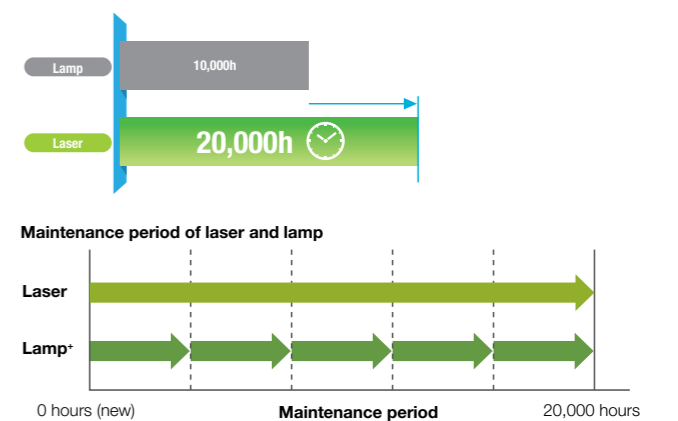 Lamp
10,000h
Laser
20,000h
Maintenance period of laser and lamp
Laser
Lamp+
0 hours (new)
Maintenance period
20,000 hours